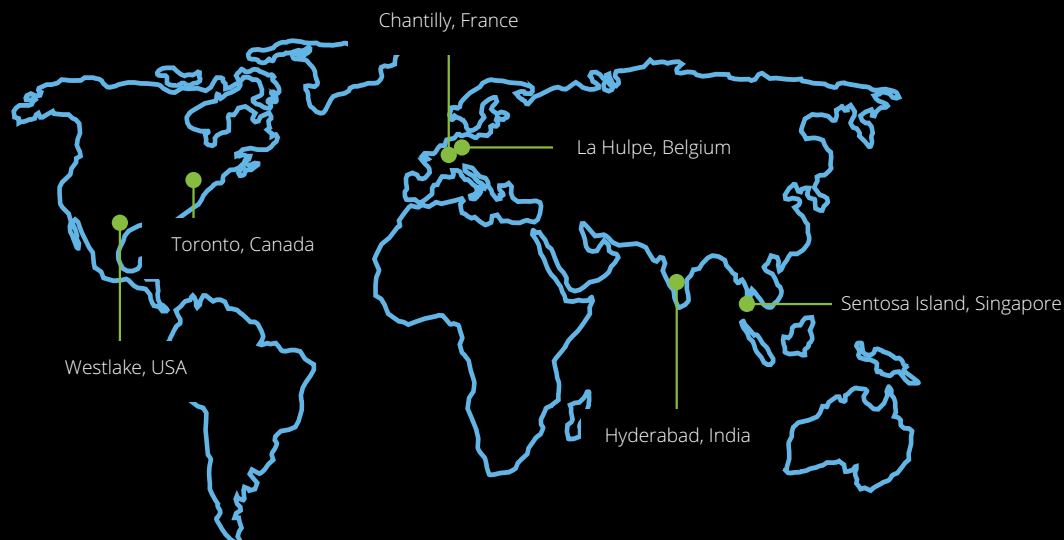 Chantilly, France
La Hulpe, Belgium
Toronto, Canada
Sentosa Island, Singapore
Westlake, USA
Hyderabad, India